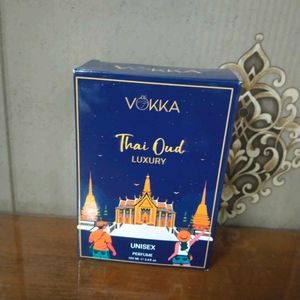 VOKKA
Thai Oud
LUXURY
UNISEX
PERFUME